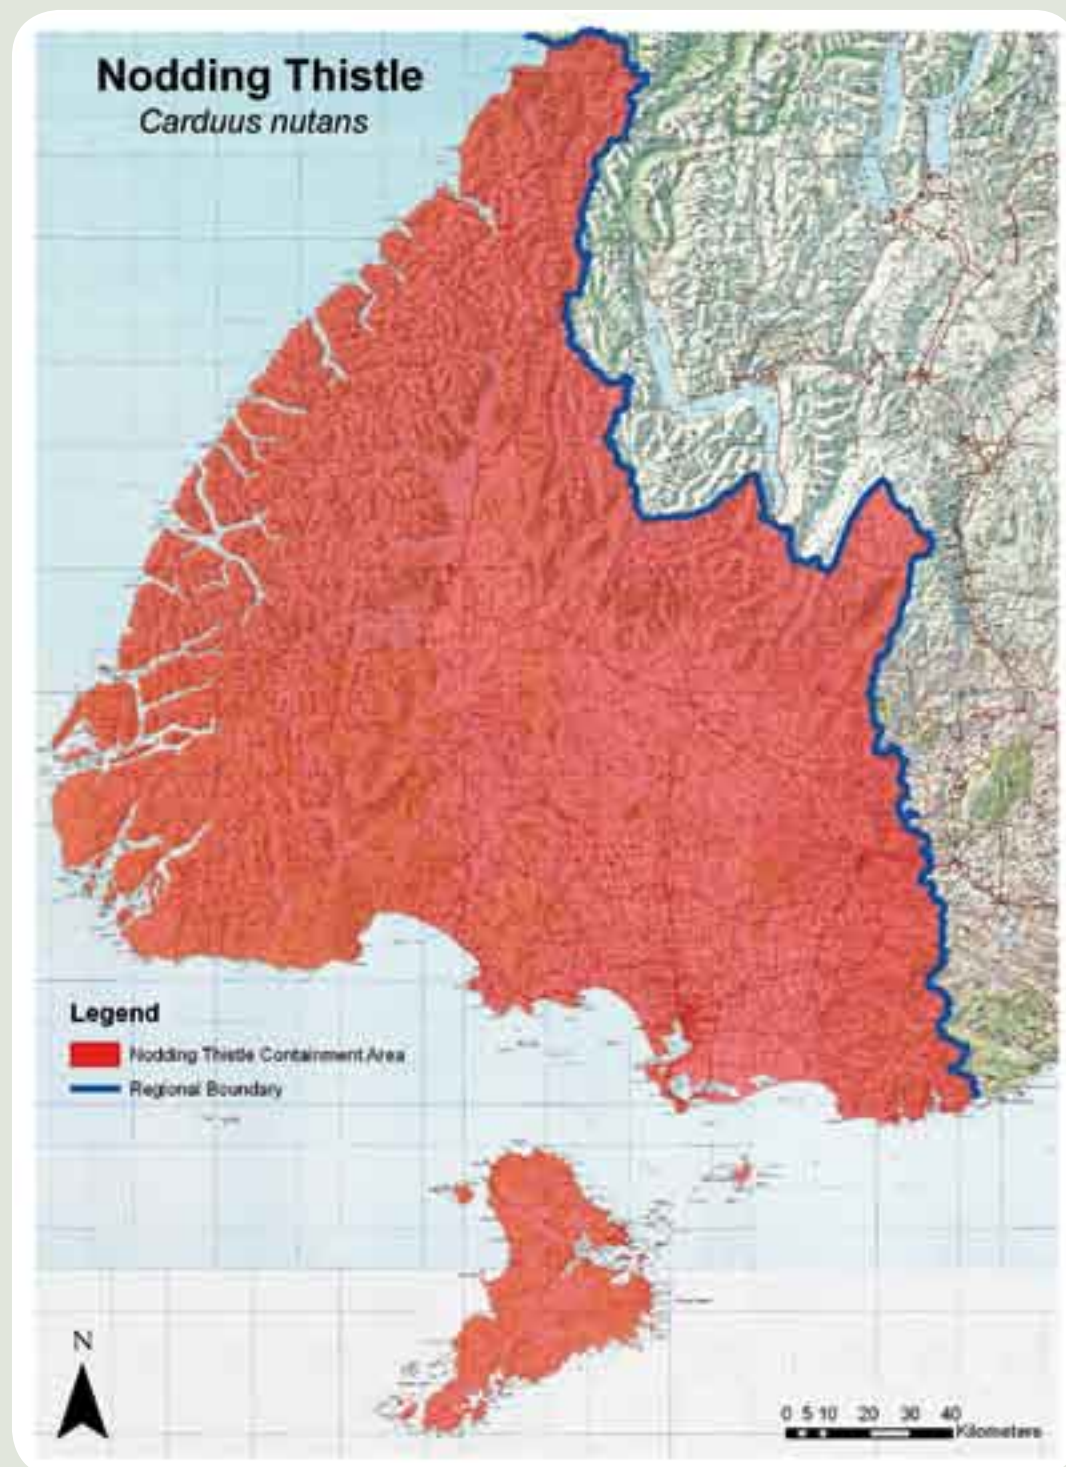 Nodding Thistle
Carduus nutans
Legend
Nodding Thistle Containment Area
Regional Boundary
N
0 5 10 20 30 40
Kilometers